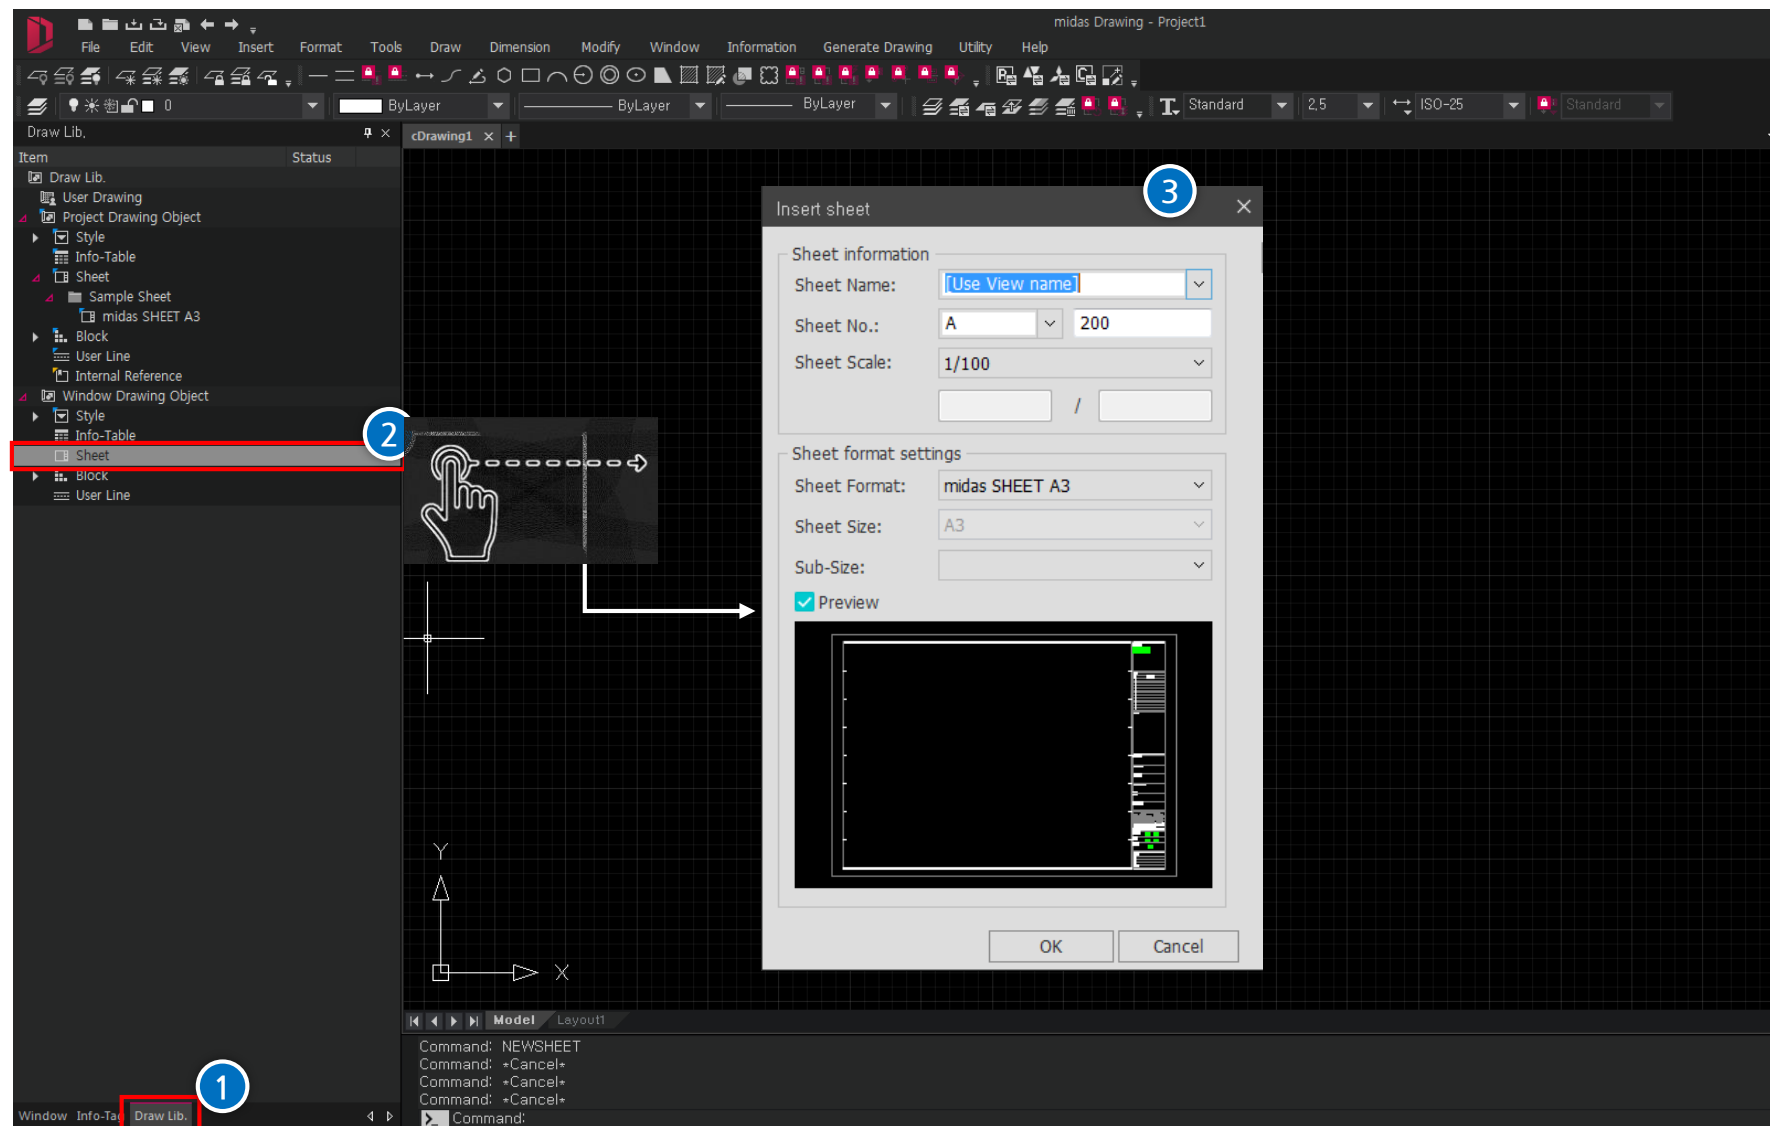 midas Drawing - Project1
File Edit View Insert Format Tools Draw Dimension Modify Window Information Generate Drawing Utility Help
0 ByLayer ByLayer ByLayer Standard 2,5 ISO-25 Standard
Draw Lib,
cDrawing1
Item Status
Draw Lib.
User Drawing
Project Drawing Object
Style
Info-Table
Sheet
Sample Sheet
midas SHEET A3
Block
User Line
Internal Reference
Window Drawing Object
Style
Info-Table
Sheet
Block
User Line
2
3
Insert sheet
Sheet information
Sheet Name: [Use View name]
Sheet No.: A 200
Sheet Scale: 1/100
/
Sheet format settings
Sheet Format: midas SHEET A3
Sheet Size: A3
Sub-Size:
Preview
OK Cancel
Y
X
Model Layout1
Command: NEWSHEET
Command: *Cancel*
Command: *Cancel*
Command: *Cancel*
Command:
1
Window Info-Ta Draw Lib.